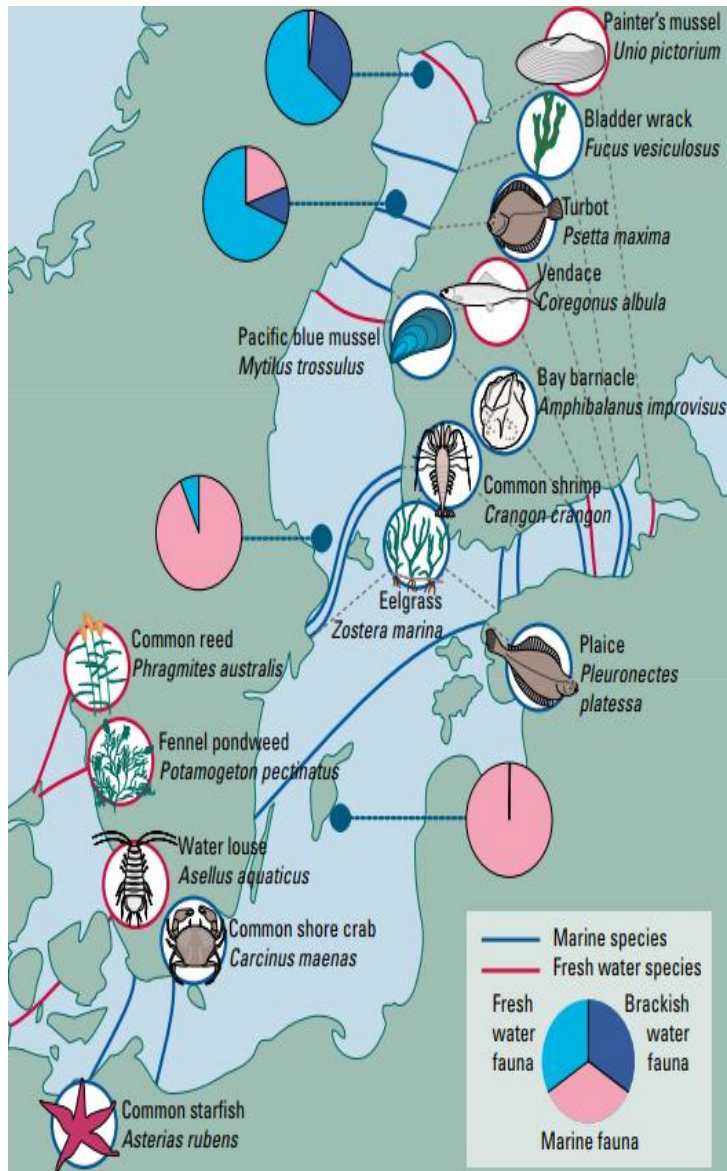 Painter's mussel
Unio pictorium
Bladder wrack
Fucus vesiculosus
Turbot
Psetta maxima
Vendace
Coregonus albula
Pacific blue mussel
Mytilus trossulus
Bay barnacle
Amphibalanus improvisus
Common shrimp
Crangon crangon
Eelgrass
Zostera marina
Common reed
Phragmites australis
Plaice
Pleuronectes
platessa
Fennel pondweed
Potamogeton pectinatus
Water louse
Asellus aquaticus
Common shore crab
Carcinus maenas
Common starfish
Asterias rubens
Marine species
Fresh water species
Fresh
water
fauna
Brackish
water
fauna
Marine fauna